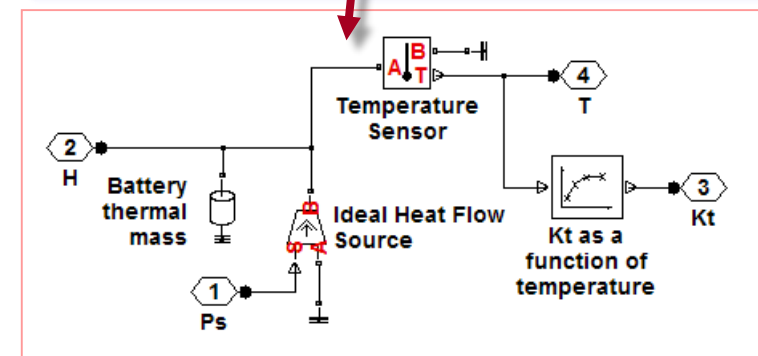 B
A
T
4
T
Temperature
Sensor
2
H
Battery
thermal
mass
B
Ideal Heat Flow
Source
S
A
3
Kt
Kt as a
function of
temperature
1
Ps